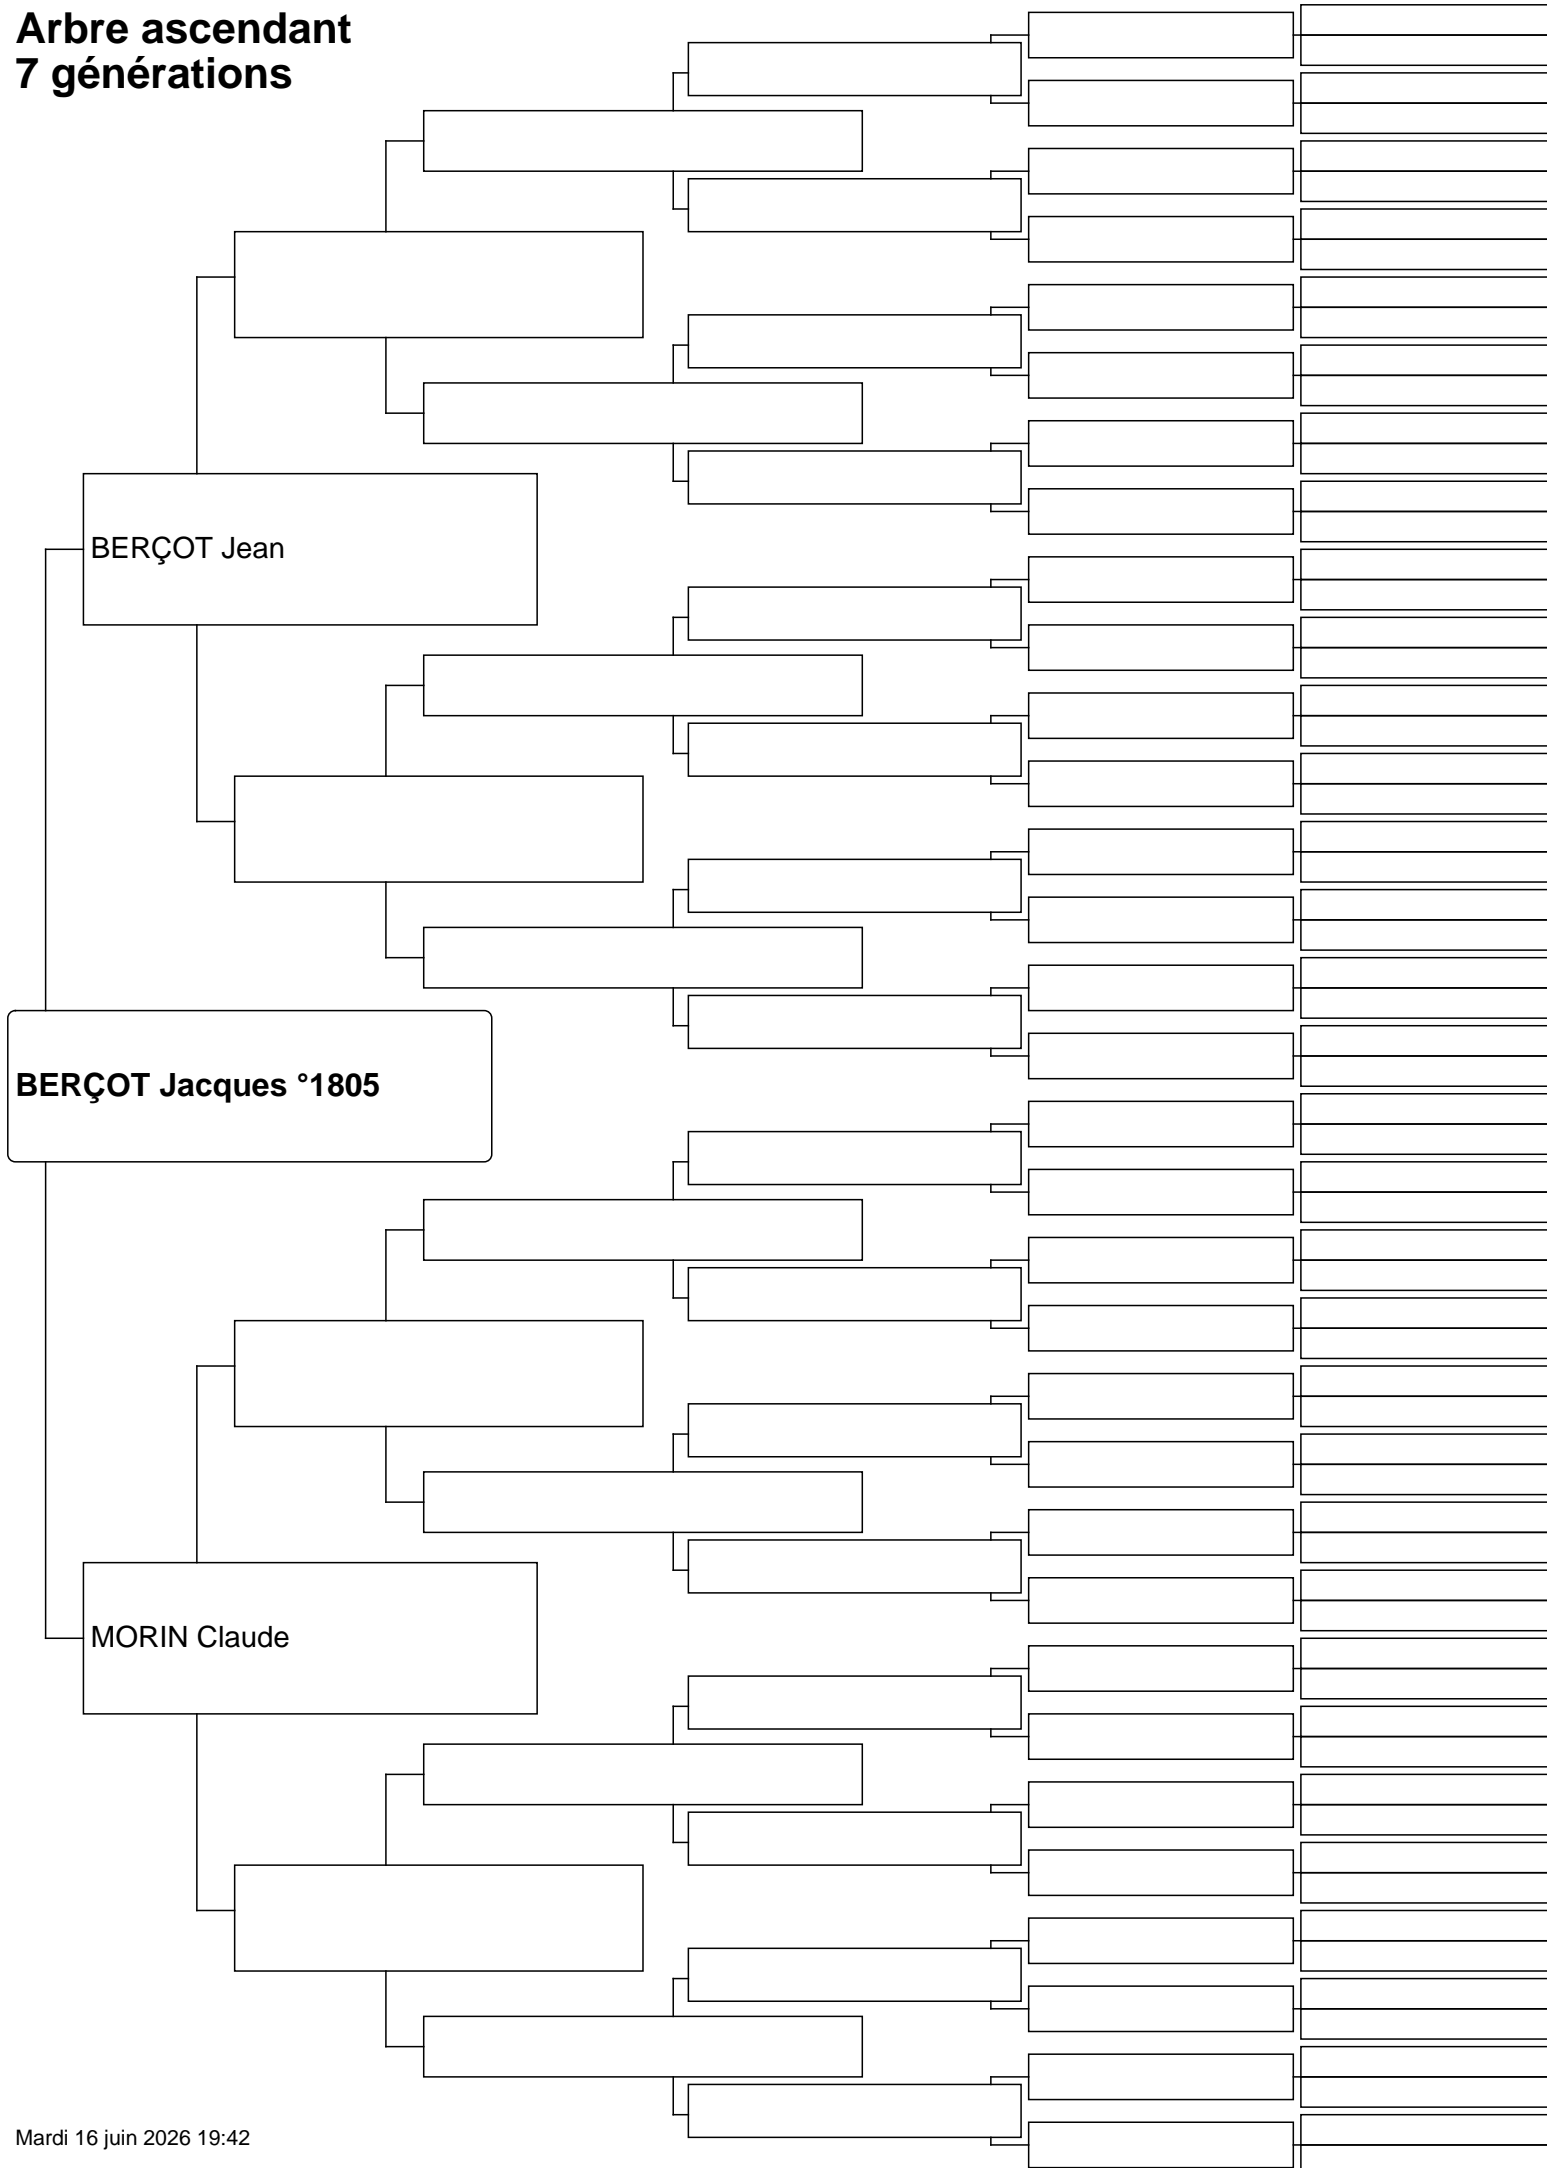 Arbre ascendant
7 générations
BERÇOT Jean
BERÇOT Jacques °1805
MORIN Claude
Mardi 16 juin 2026 19:42